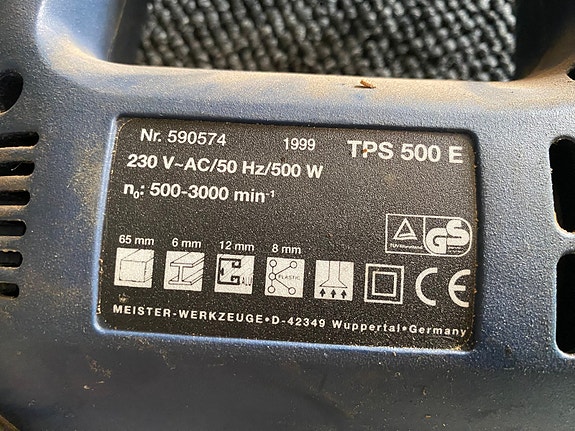 Nr. 590574 1999 TPS 500 E
230 V~AC/50 Hz/500 W
n₀: 500-3000 min⁻¹
65 mm 6 mm 12 mm 8 mm
ALU
PLASTIC
GS
CE
MEISTER-WERKZEUGE•D-42349 Wuppertal•Germany